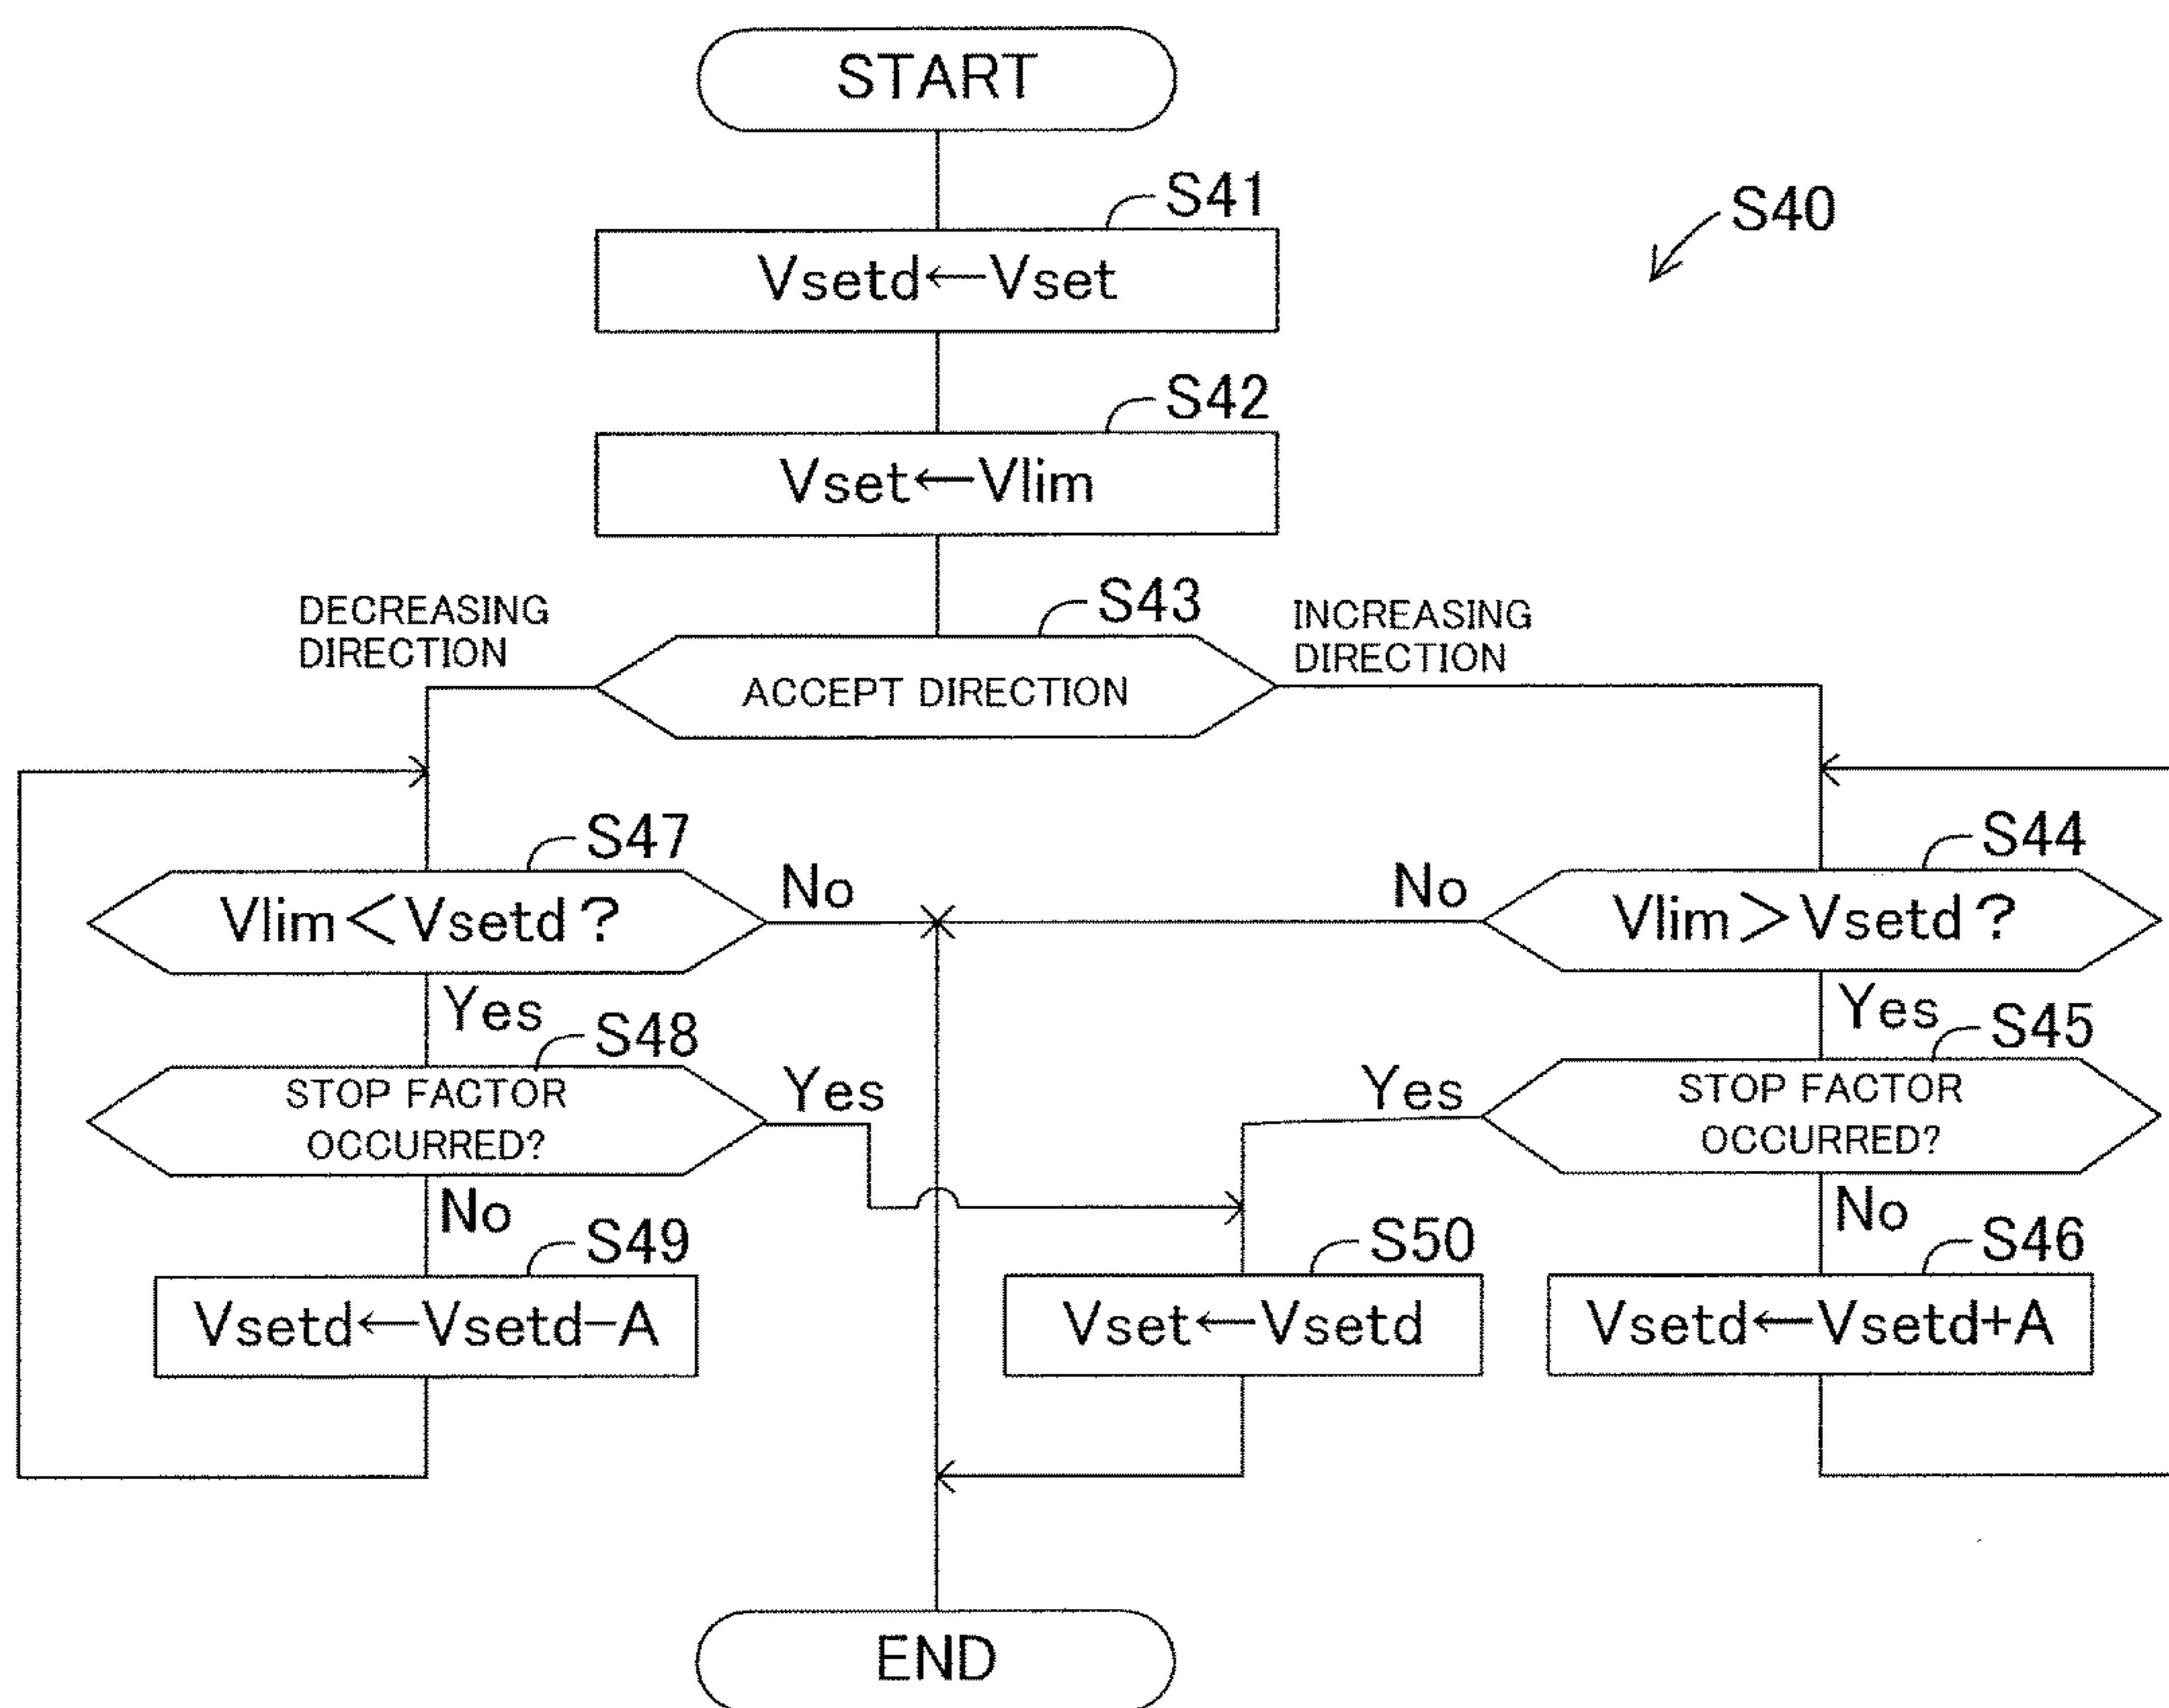 START
S41
Vsetd←Vset
S40
S42
Vset←Vlim
S43
DECREASING
DIRECTION
INCREASING
DIRECTION
ACCEPT DIRECTION
S47
Vlim<Vsetd?
No
Yes
S44
Vlim>Vsetd?
No
Yes
S48
STOP FACTOR
OCCURRED?
Yes
No
S45
STOP FACTOR
OCCURRED?
Yes
No
S49
Vsetd←Vsetd-A
S50
Vset←Vsetd
S46
Vsetd←Vsetd+A
END